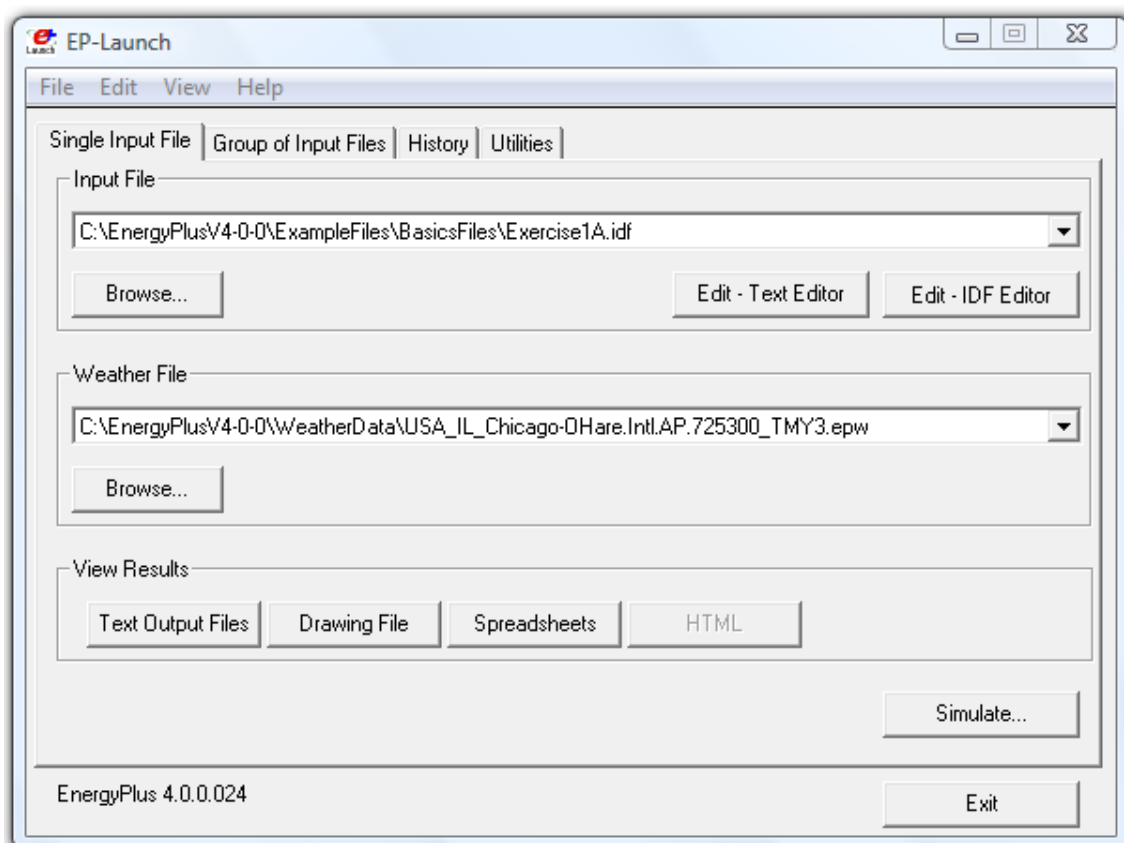 EP-Launch
File Edit View Help
Single Input File Group of Input Files History Utilities
Input File
C:\EnergyPlusV4-0-0\ExampleFiles\BasicsFiles\Exercise1A.idf
Browse... Edit - Text Editor Edit - IDF Editor
Weather File
C:\EnergyPlusV4-0-0\WeatherData\USA_IL_Chicago-OHare.Intl.AP.725300_TMY3.epw
Browse...
View Results
Text Output Files Drawing File Spreadsheets HTML
Simulate...
EnergyPlus 4.0.0.024 Exit